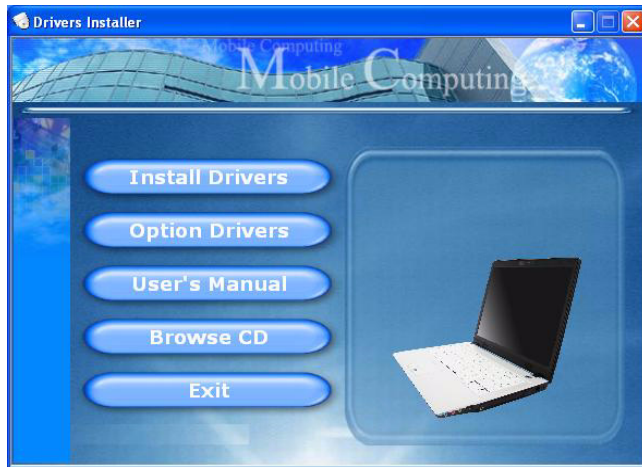 Drivers Installer
Mobile Computing
Mobile Computing
Install Drivers
Option Drivers
User's Manual
Browse CD
Exit